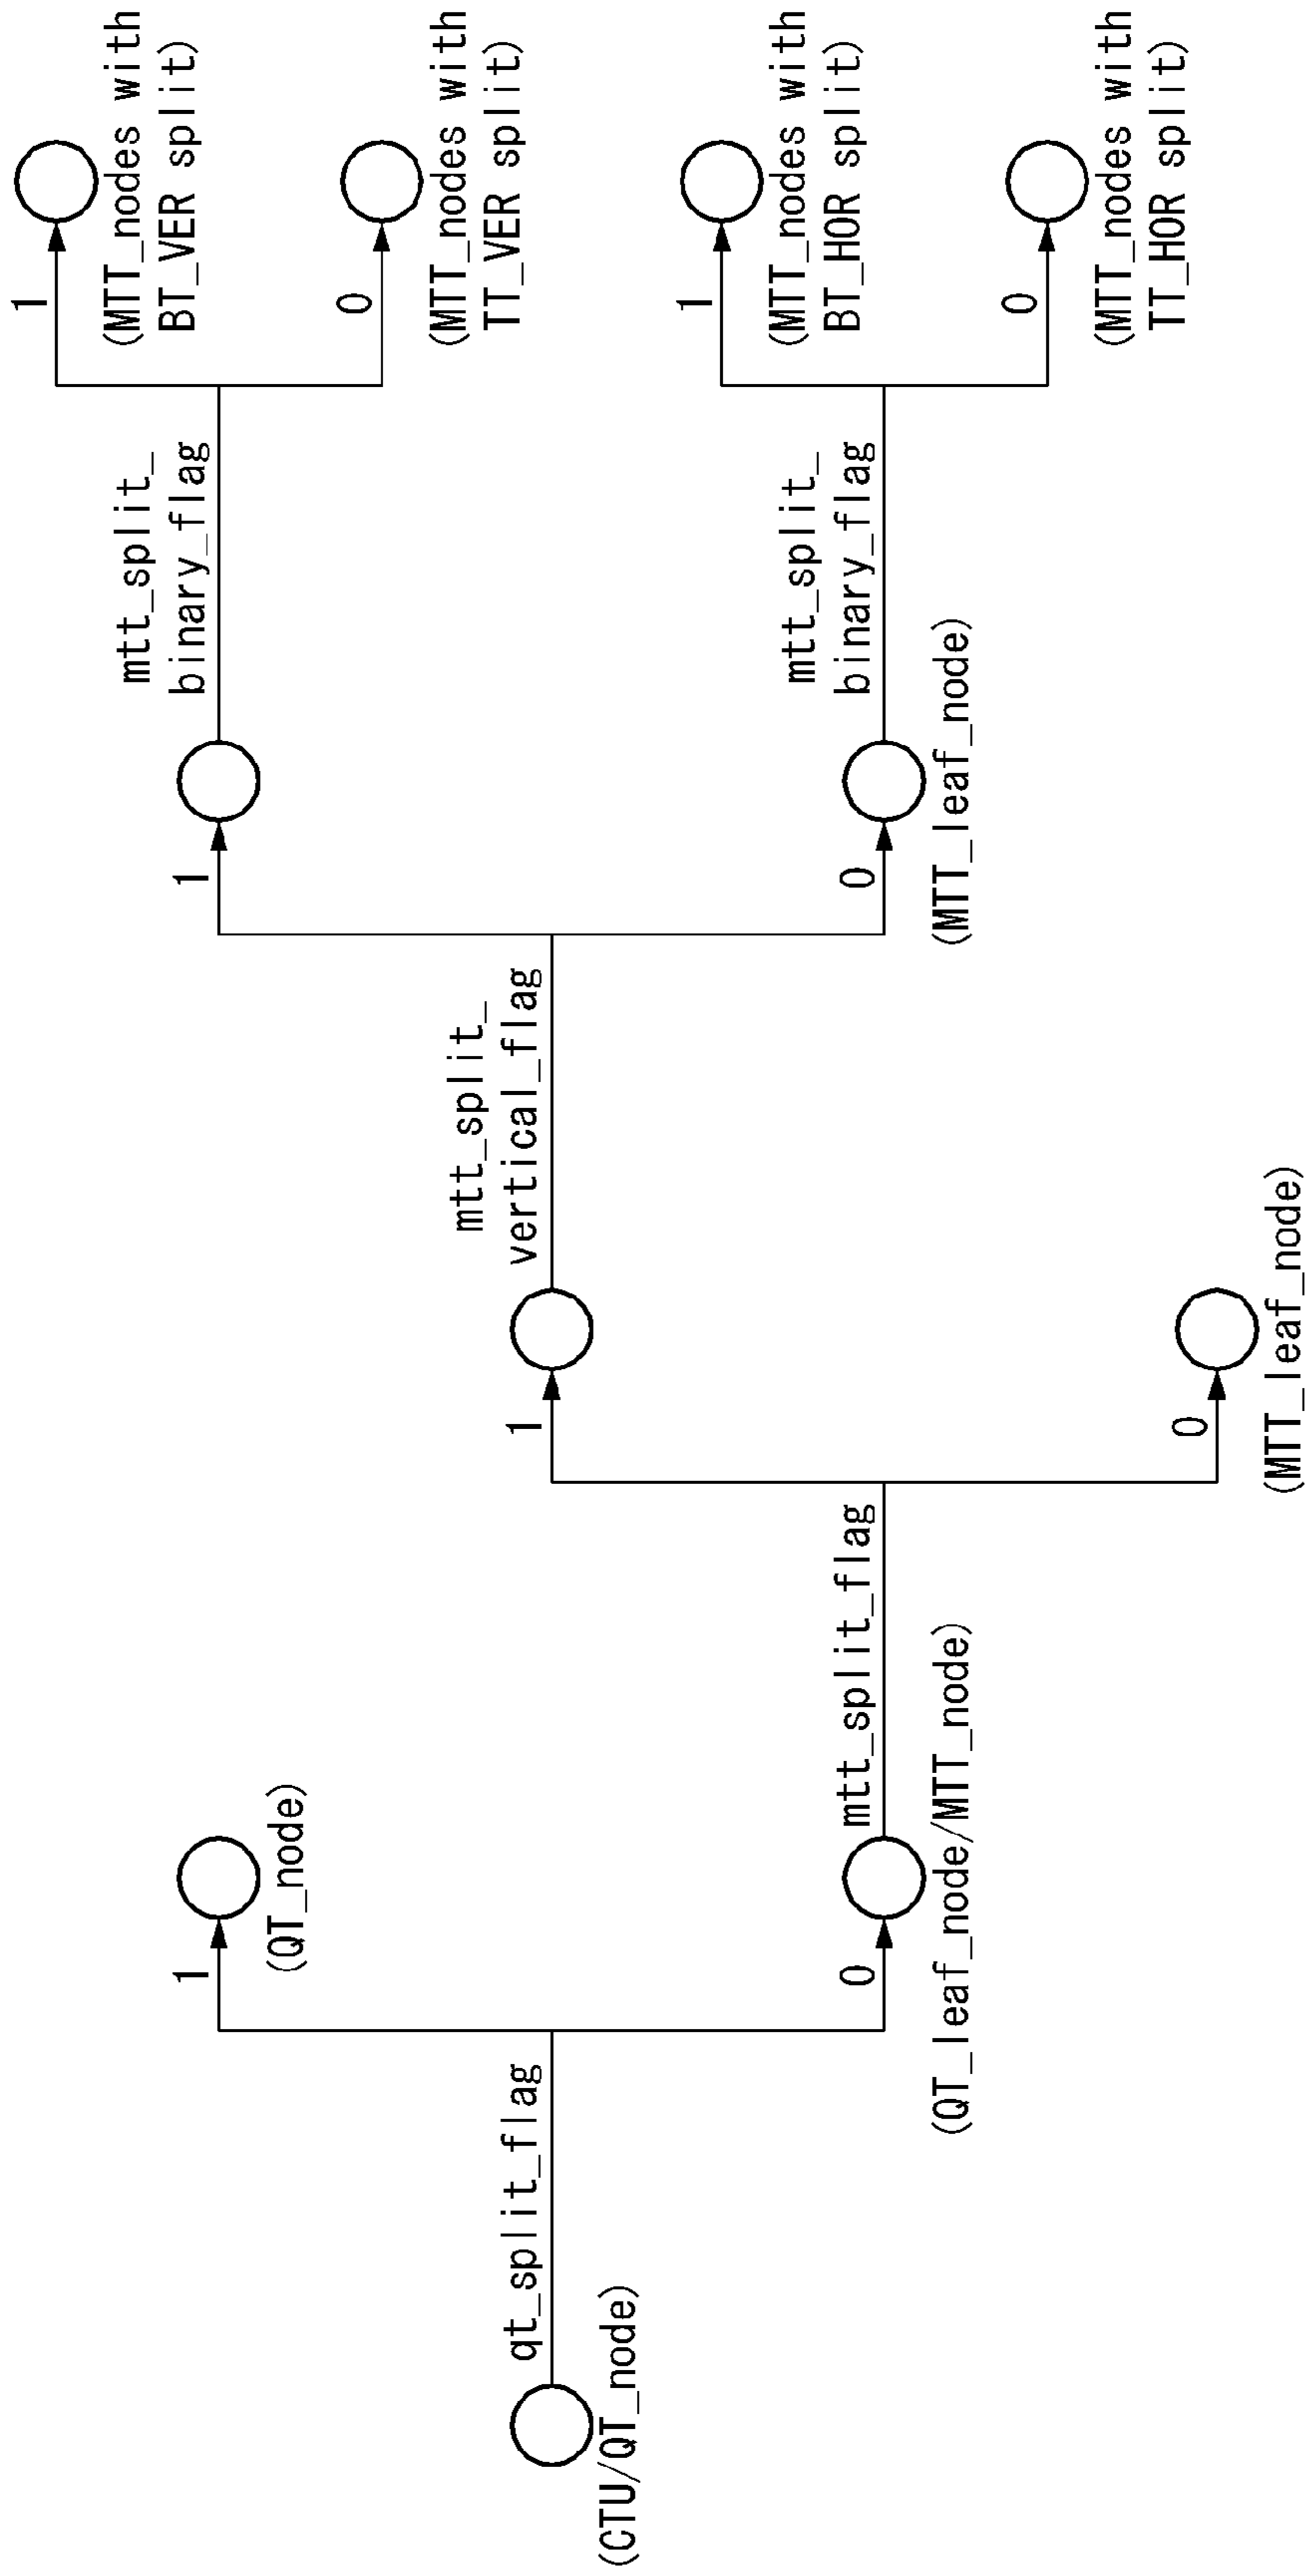 (CTU/QT_node)
qt_split_flag
1
(QT_node)
0
(QT_leaf_node/MTT_node)
mtt_split_flag
1
0
(MTT_leaf_node)
mtt_split_
vertical_flag
1
0
(MTT_leaf_node)
mtt_split_
binary_flag
1
(MTT_nodes with
BT_VER split)
0
(MTT_nodes with
TT_VER split)
mtt_split_
binary_flag
1
(MTT_nodes with
BT_HOR split)
0
(MTT_nodes with
TT_HOR split)